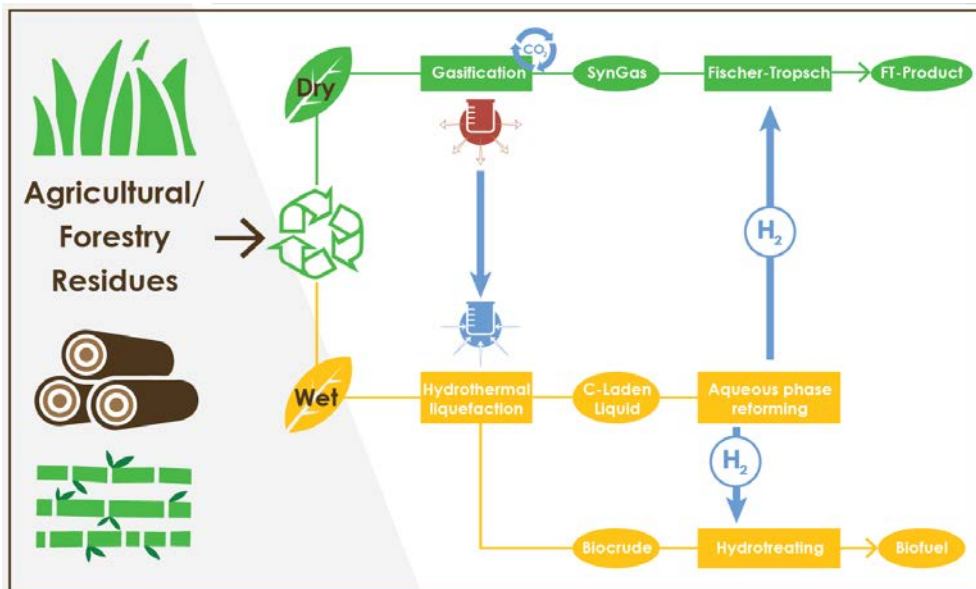 Agricultural/
Forestry
Residues
Dry
Gasification
CO₂
SynGas
Fischer-Tropsch
FT-Product
H₂
Wet
Hydrothermal
liquefaction
C-Laden
Liquid
Aqueous phase
reforming
H₂
Biocrude
Hydrotreating
Biofuel